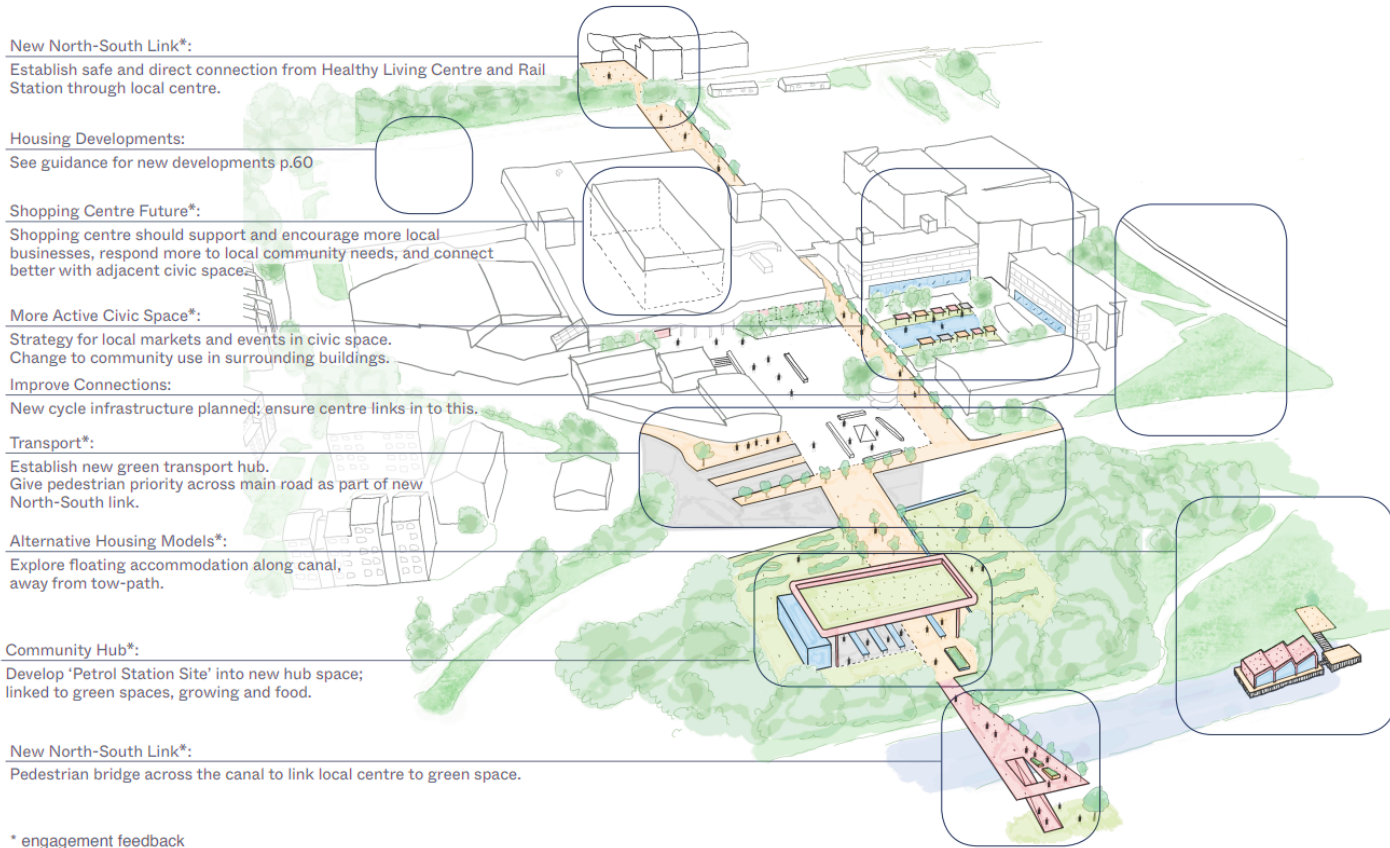 New North-South Link*:
Establish safe and direct connection from Healthy Living Centre and Rail
Station through local centre.
Housing Developments:
See guidance for new developments p.60
Shopping Centre Future*:
Shopping centre should support and encourage more local
businesses, respond more to local community needs, and connect
better with adjacent civic space.
More Active Civic Space*:
Strategy for local markets and events in civic space.
Change to community use in surrounding buildings.
Improve Connections:
New cycle infrastructure planned; ensure centre links in to this.
Transport*:
Establish new green transport hub.
Give pedestrian priority across main road as part of new
North-South link.
Alternative Housing Models*:
Explore floating accommodation along canal,
away from tow-path.
Community Hub*:
Develop ‘Petrol Station Site’ into new hub space;
linked to green spaces, growing and food.
New North-South Link*:
Pedestrian bridge across the canal to link local centre to green space.
* engagement feedback